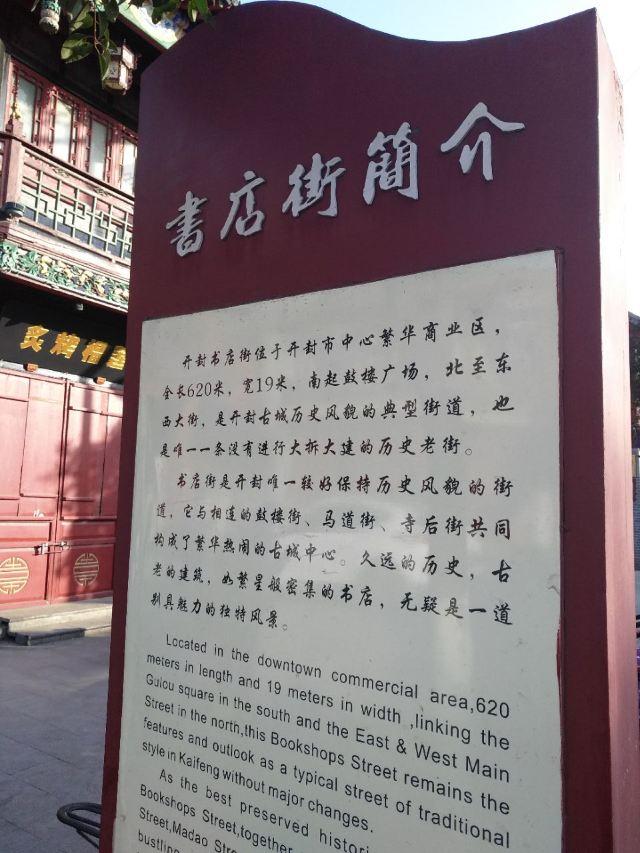 書店街簡介
开封书店街位于开封市中心繁华商业区，
全长620米，宽19米，南起鼓楼广场，北至东
西大街，是开封古城历史风貌的典型街道，也
是唯一一条没有进行大拆大建的历史老街。
书店街是开封唯一较好保持历史风貌的街
道，它与相连的鼓楼街、马道街、寺后街共同
构成了繁华热闹的古城中心。久远的历史，古
老的建筑，如繁星般密集的书店，无疑是一道
别具魅力的独特风景。
Located in the downtown commercial area,620
meters in length and 19 meters in width ,linking the
Gulou square in the south and the East & West Main
Street in the north,this Bookshops Street remains the
features and outlook as a typical street of traditional
style in Kaifeng without major changes.
As the best preserved histori
Bookshops Street,together
Street,Madao Stre
bustling